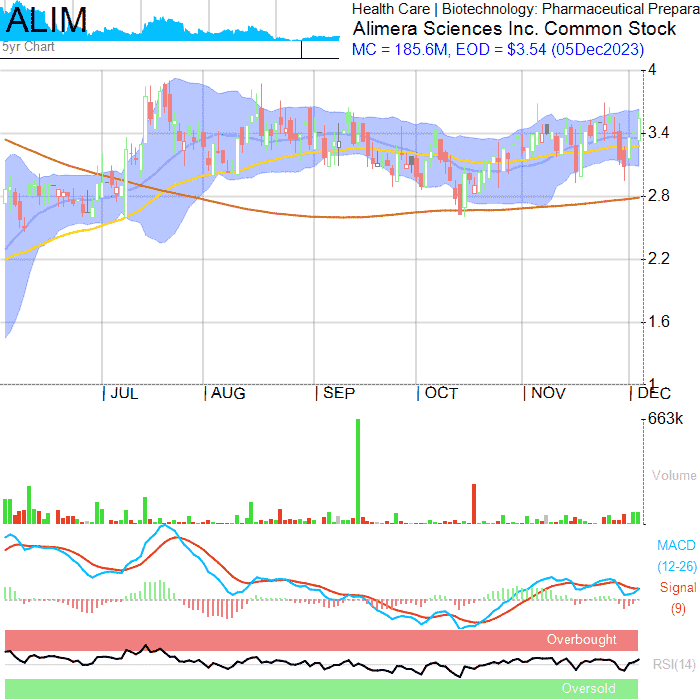 ALIM
5yr Chart
Health Care | Biotechnology: Pharmaceutical Prepara
Alimera Sciences Inc. Common Stock
MC = 185.6M, EOD = $3.54 (05Dec2023)
4
3.4
2.8
2.2
1.6
1
JUL
AUG
SEP
OCT
NOV
DEC
663k
Volume
MACD
(12-26)
Signal
(9)
Overbought
RSI(14)
Oversold